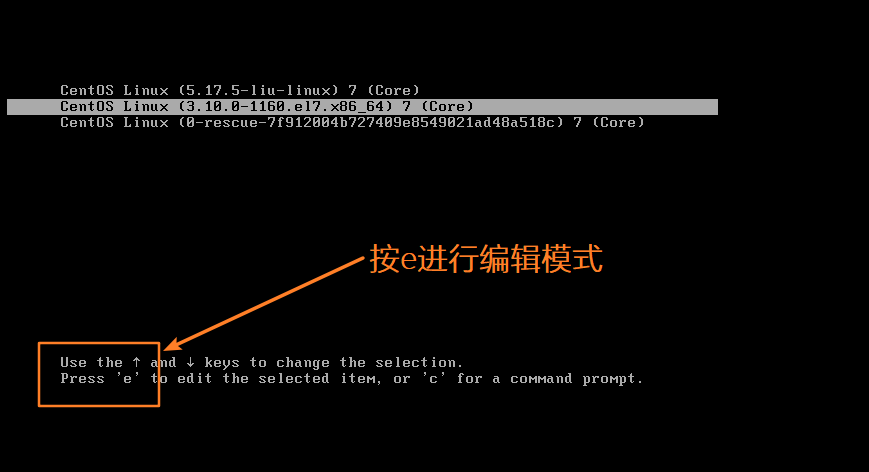 CentOS Linux (5.17.5-liu-linux) 7 (Core)
CentOS Linux (3.10.0-1160.el7.x86_64) 7 (Core)
CentOS Linux (0-rescue-7f912004b727409e8549021ad48a518c) 7 (Core)
按e进行编辑模式
Use the ↑ and ↓ keys to change the selection.
Press 'e' to edit the selected item, or 'c' for a command prompt.